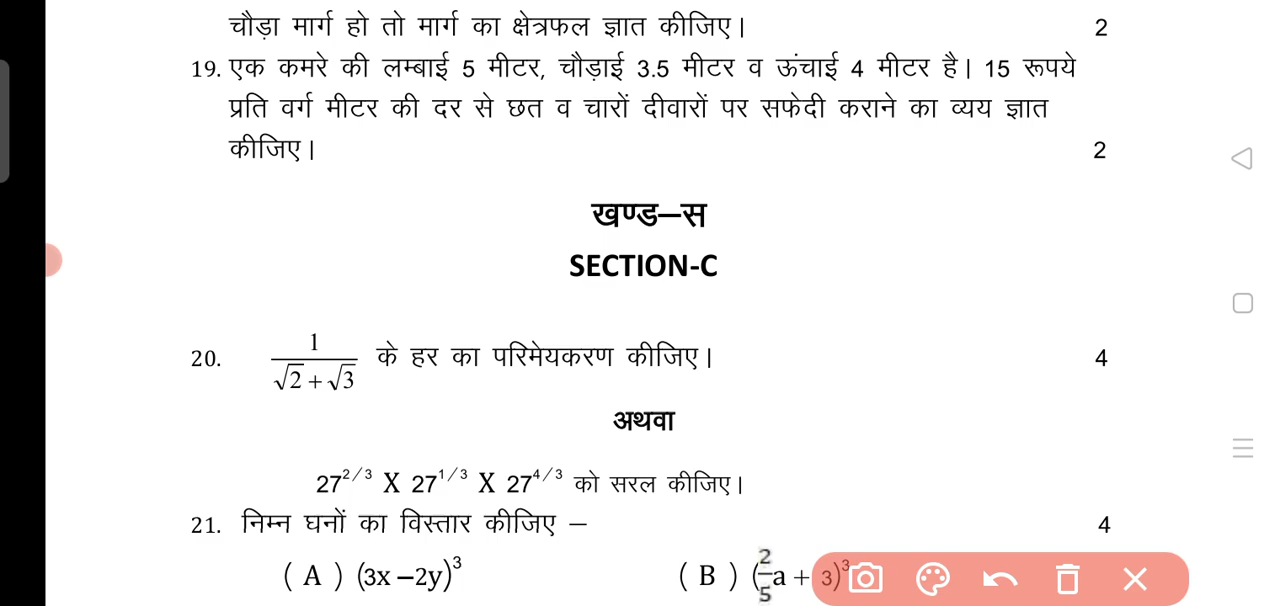 चौड़ा मार्ग हो तो मार्ग का क्षेत्रफल ज्ञात कीजिए। 2
19. एक कमरे की लम्बाई 5 मीटर, चौड़ाई 3.5 मीटर व ऊंचाई 4 मीटर है। 15 रूपये
प्रति वर्ग मीटर की दर से छत व चारों दीवारों पर सफेदी कराने का व्यय ज्ञात
कीजिए। 2
खण्ड–स
SECTION-C
20. 1/(√2 + √3) के हर का परिमेयकरण कीजिए। 4
अथवा
27^2/3 X 27^1/3 X 27^4/3 को सरल कीजिए।
21. निम्न घनों का विस्तार कीजिए – 4
( A ) (3x – 2y)³ ( B ) (2/5 a + 3)³